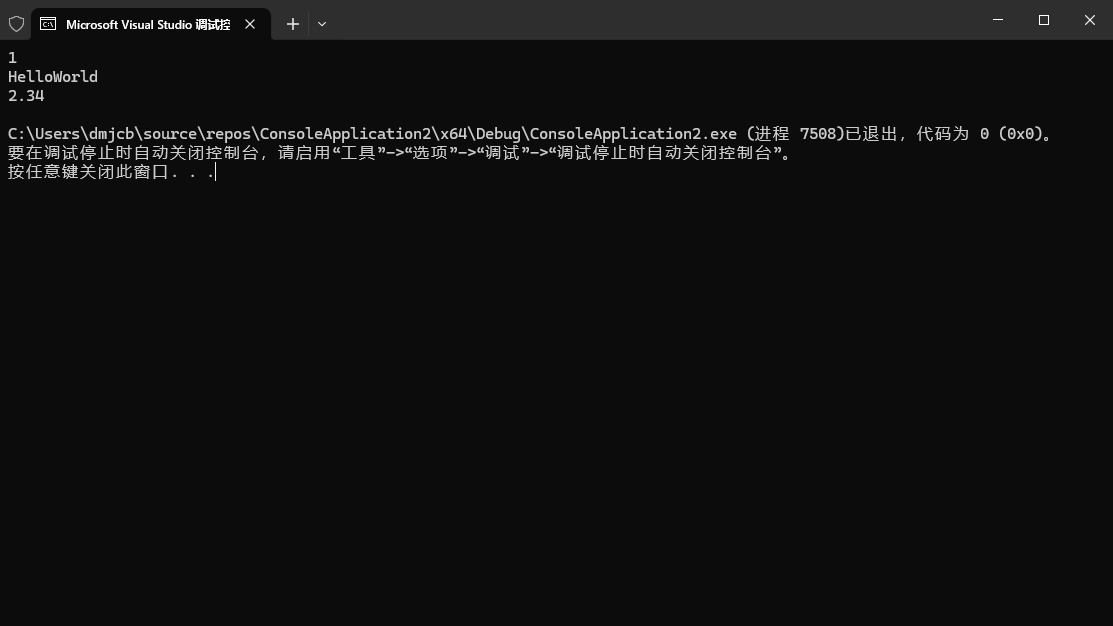 Microsoft Visual Studio 调试控
1
HelloWorld
2.34
C:\Users\dmjcb\source\repos\ConsoleApplication2\x64\Debug\ConsoleApplication2.exe (进程 7508)已退出，代码为 0 (0x0)。
要在调试停止时自动关闭控制台，请启用“工具”->“选项”->“调试”->“调试停止时自动关闭控制台”。
按任意键关闭此窗口. . .